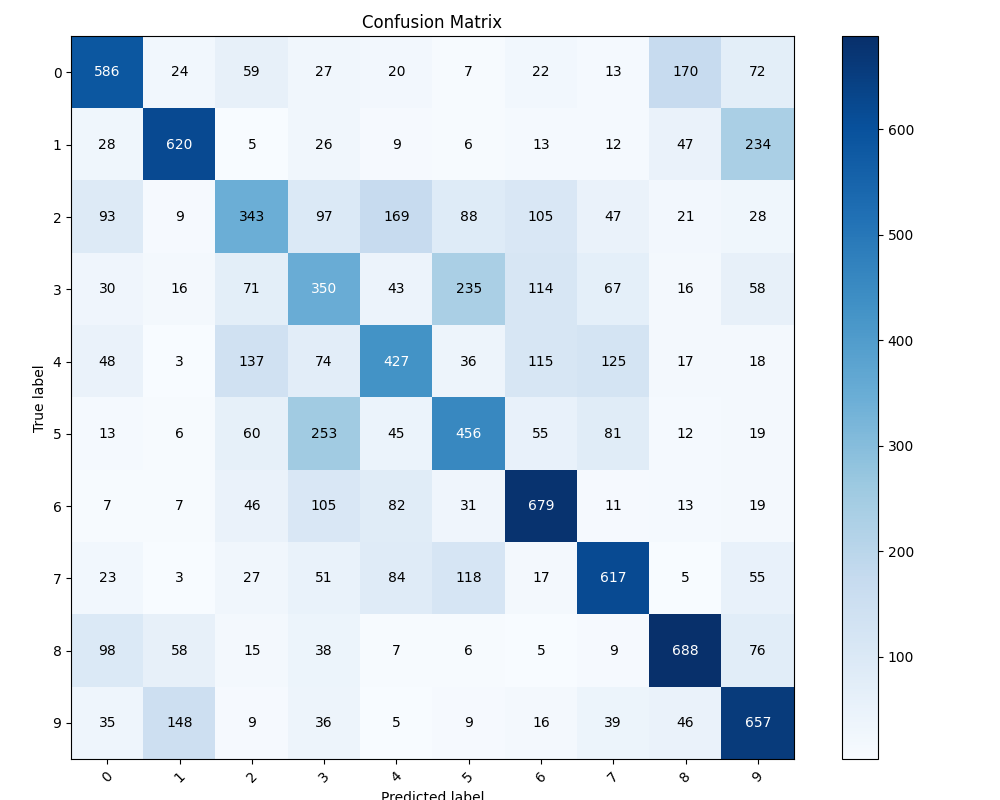 Confusion Matrix
0 586 24 59 27 20 7 22 13 170 72
1 28 620 5 26 9 6 13 12 47 234
2 93 9 343 97 169 88 105 47 21 28
3 30 16 71 350 43 235 114 67 16 58
4 48 3 137 74 427 36 115 125 17 18
5 13 6 60 253 45 456 55 81 12 19
6 7 7 46 105 82 31 679 11 13 19
7 23 3 27 51 84 118 17 617 5 55
8 98 58 15 38 7 6 5 9 688 76
9 35 148 9 36 5 9 16 39 46 657
0 1 2 3 4 5 6 7 8 9
Predicted label
True label
600
500
400
300
200
100